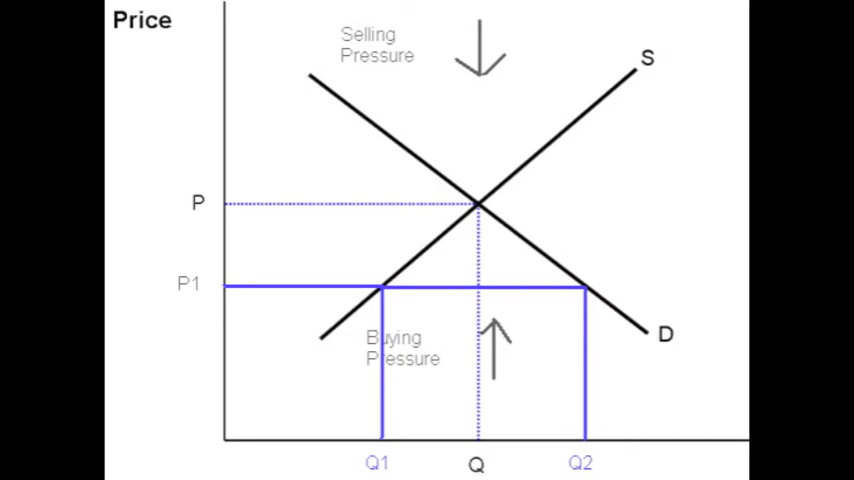 Price
Selling
Pressure
S
P
P1
Buying
Pressure
D
Q1
Q
Q2